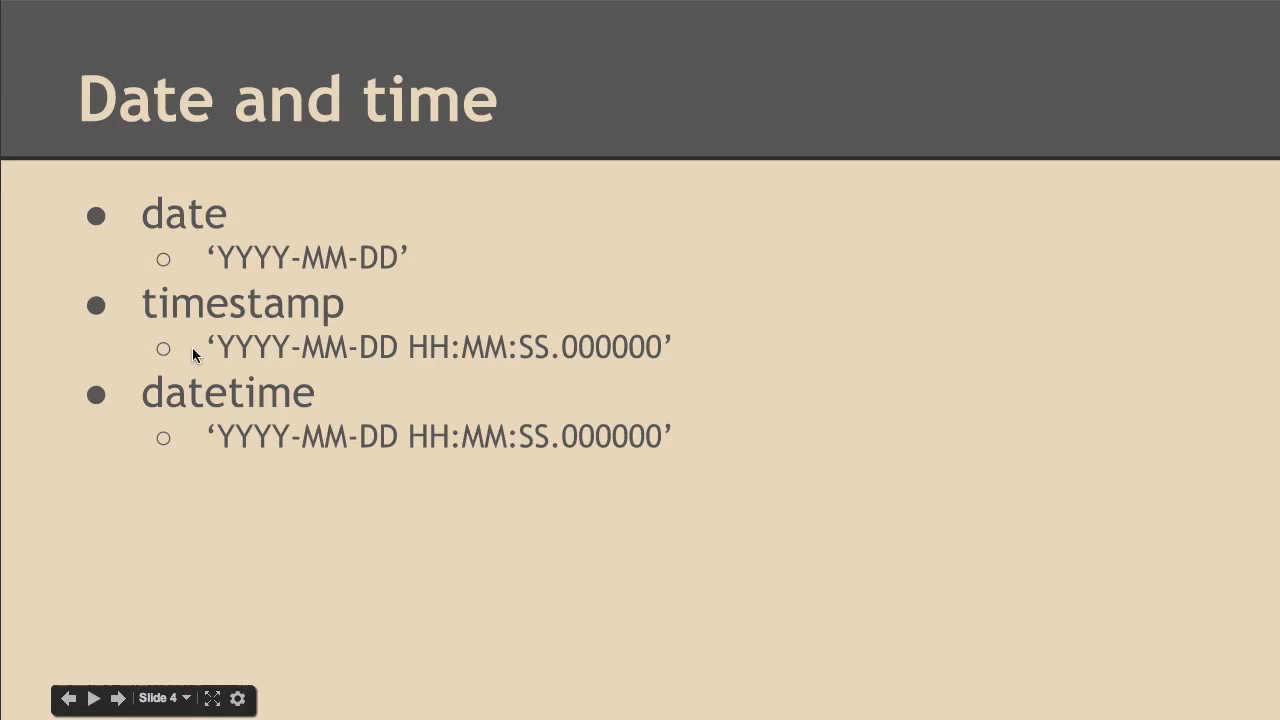 Date and time
● date
○ ‘YYYY-MM-DD’
● timestamp
○ ‘YYYY-MM-DD HH:MM:SS.000000’
● datetime
○ ‘YYYY-MM-DD HH:MM:SS.000000’
Slide 4